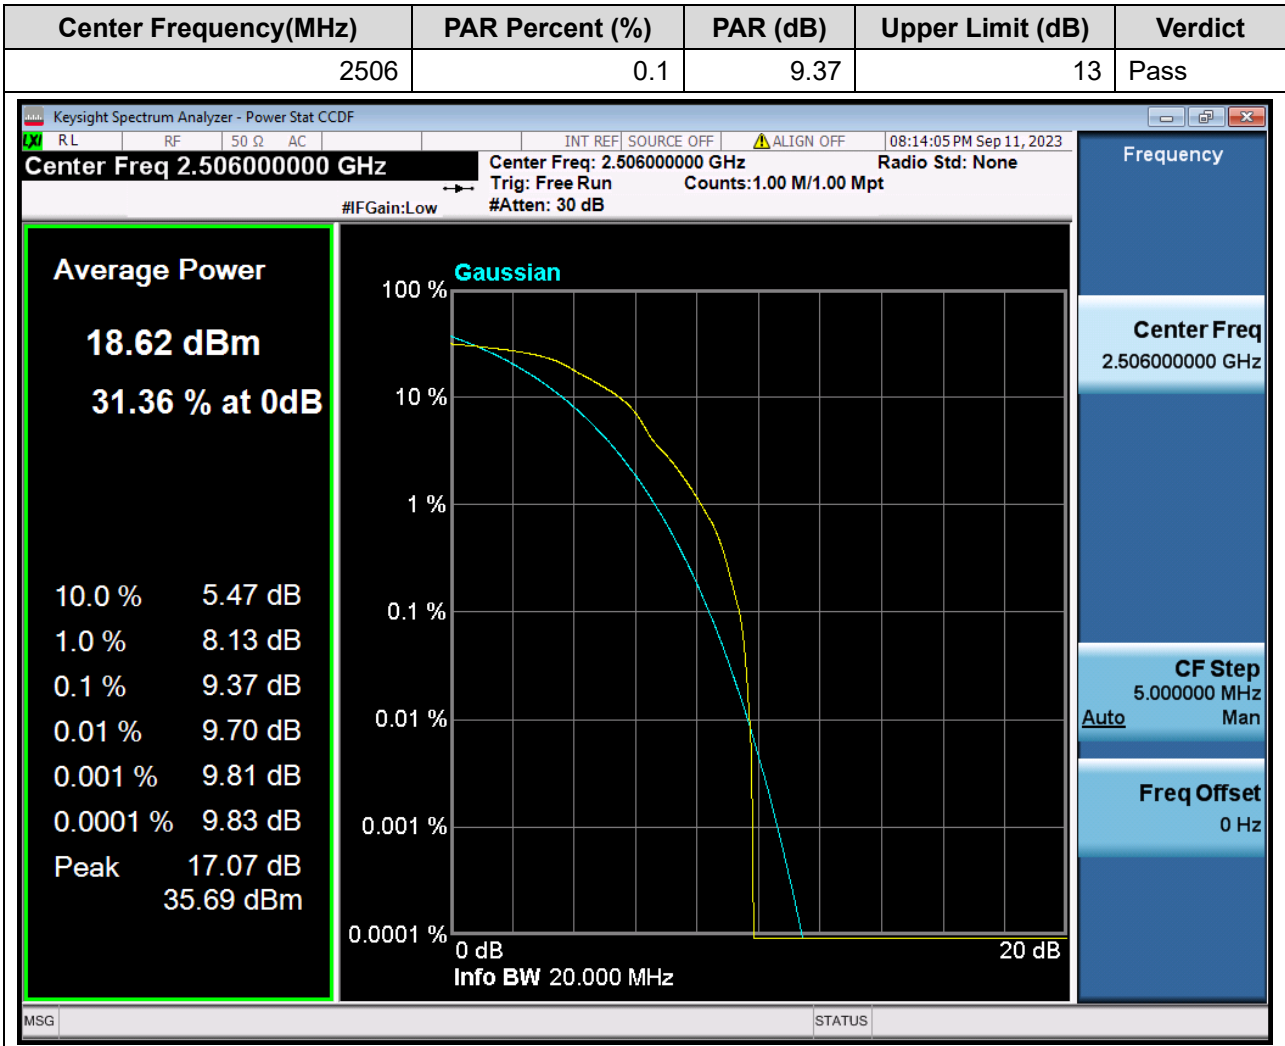 Center Frequency(MHz) PAR Percent (%) PAR (dB) Upper Limit (dB) Verdict
2506 0.1 9.37 13 Pass
Keysight Spectrum Analyzer - Power Stat CCDF
LXI RL RF 50 Ω AC INT REF SOURCE OFF ALIGN OFF 08:14:05 PM Sep 11, 2023
Center Freq 2.506000000 GHz
Center Freq: 2.506000000 GHz Radio Std: None
Trig: Free Run Counts:1.00 M/1.00 Mpt
#IFGain:Low #Atten: 30 dB
Average Power
18.62 dBm
31.36 % at 0dB
10.0 % 5.47 dB
1.0 % 8.13 dB
0.1 % 9.37 dB
0.01 % 9.70 dB
0.001 % 9.81 dB
0.0001 % 9.83 dB
Peak 17.07 dB
35.69 dBm
Gaussian
100 %
10 %
1 %
0.1 %
0.01 %
0.001 %
0.0001 %
0 dB 20 dB
Info BW 20.000 MHz
Frequency
Center Freq
2.506000000 GHz
CF Step
5.000000 MHz
Auto Man
Freq Offset
0 Hz
MSG STATUS